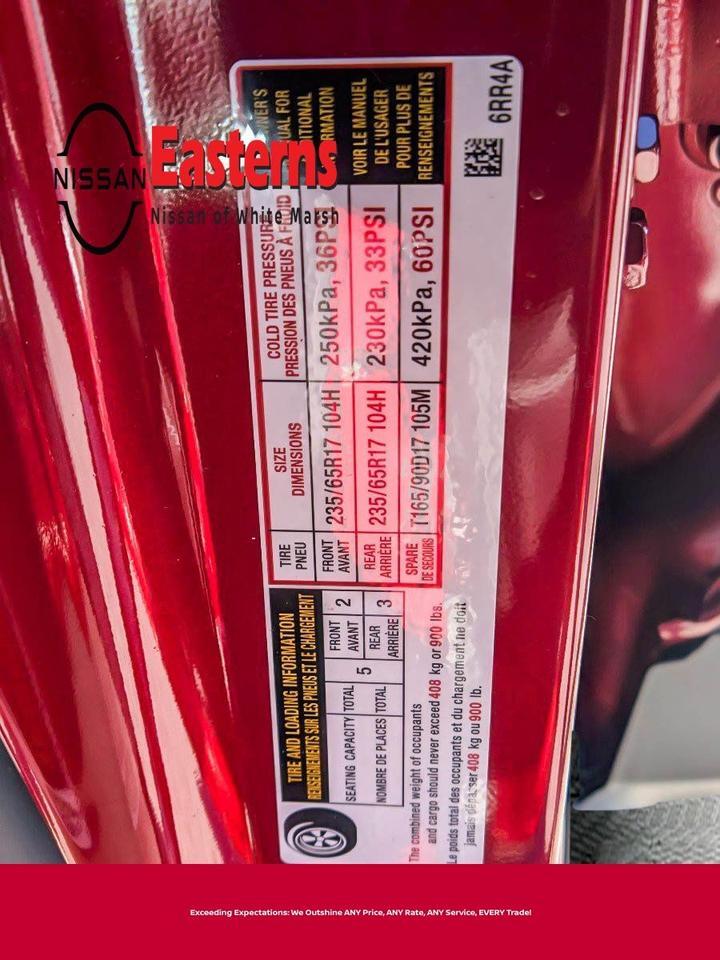 NISSAN
Easterns
Nissan of White Marsh
TIRE AND LOADING INFORMATION
RENSEIGNEMENTS SUR LES PNEUS ET LE CHARGEMENT
SEATING CAPACITY TOTAL 5 FRONT 2
NOMBRE DE PLACES TOTAL AVANT
REAR 3
ARRIÈRE
The combined weight of occupants
and cargo should never exceed 408 kg or 900 lbs.
Le poids total des occupants et du chargement ne doit
jamais dépasser 408 kg ou 900 lb.
TIRE SIZE COLD TIRE PRESSURE
PNEU DIMENSIONS PRESSION DES PNEUS À FROID
FRONT 235/65R17 104H 250kPa, 36PSI
AVANT
REAR 235/65R17 104H 230kPa, 33PSI
ARRIÈRE
SPARE T165/90D17 105M 420kPa, 60PSI
DE SECOURS
VOIR LE MANUEL
DE L'USAGER
POUR PLUS DE
RENSEIGNEMENTS
6RR4A
Exceeding Expectations: We Outshine ANY Price, ANY Rate, ANY Service, EVERY Trade!